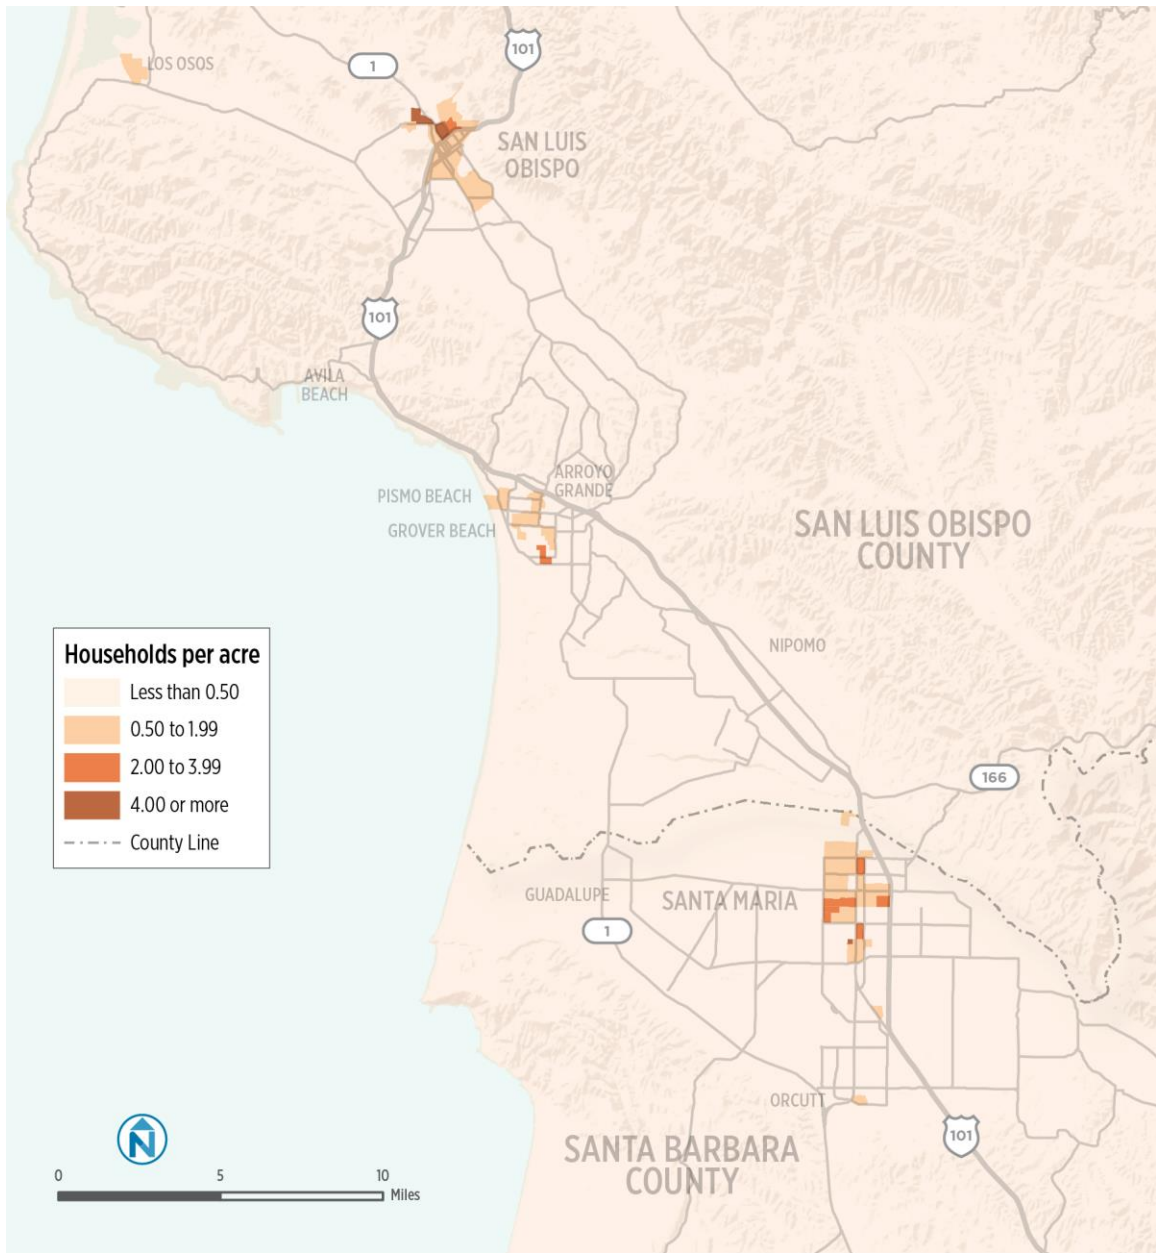 101
1
LOS OSOS
SAN LUIS
OBISPO
101
AVILA
BEACH
ARROYO
GRANDE
PISMO BEACH
GROVER BEACH
SAN LUIS OBISPO
COUNTY
NIPOMO
Households per acre
Less than 0.50
0.50 to 1.99
2.00 to 3.99
4.00 or more
County Line
166
GUADALUPE
SANTA MARIA
1
ORCUTT
SANTA BARBARA
COUNTY
101
N
0 5 10
Miles